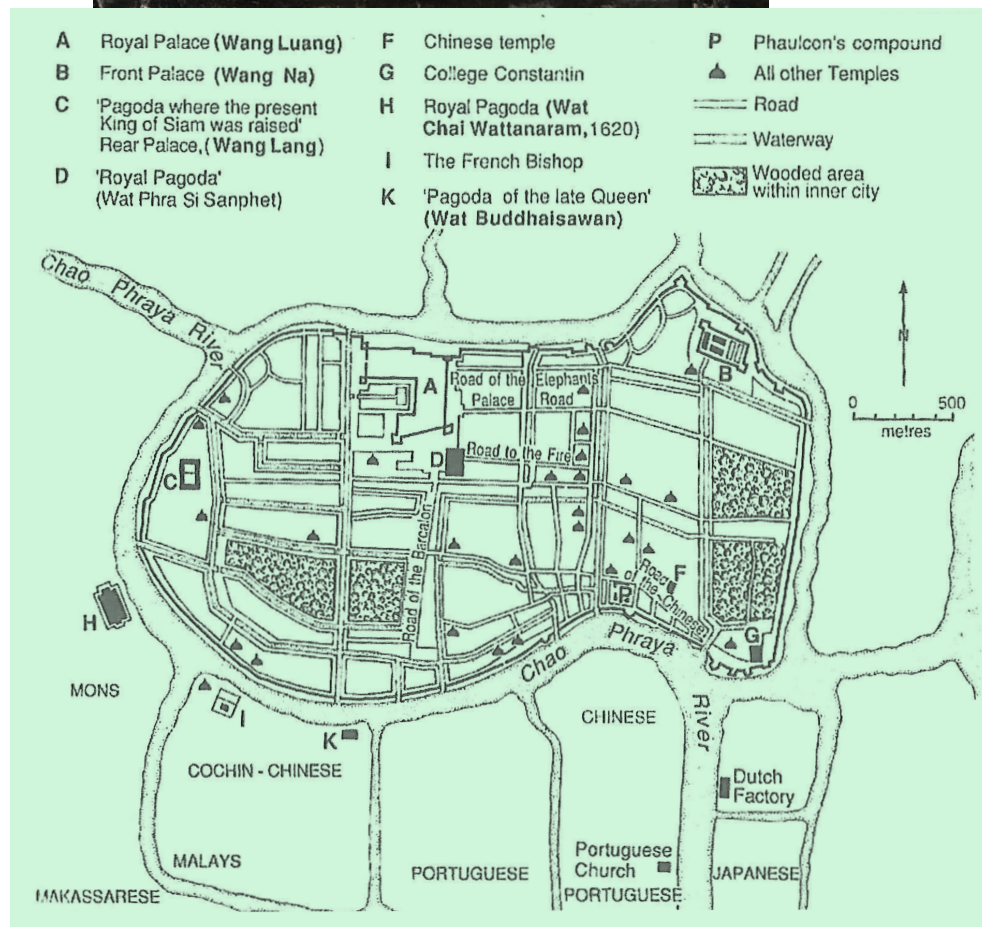 A Royal Palace (Wang Luang)
B Front Palace (Wang Na)
C 'Pagoda where the present
King of Siam was raised'
Rear Palace, (Wang Lang)
D 'Royal Pagoda'
(Wat Phra Si Sanphet)
F Chinese temple
G College Constantin
H Royal Pagoda (Wat
Chai Wattanaram, 1620)
I The French Bishop
K 'Pagoda of the late Queen'
(Wat Buddhaisawan)
P Phaulcon's compound
All other Temples
Road
Waterway
Wooded area
within inner city
Chao Phraya River
N
0 500
metres
A
B
Road of the
Palace
Elephants
Road
Road to the Fire
D
C
Road of the Barcalon
Road
of the Chinese
F
P
G
H
Chao Phraya River
MONS
I
K
COCHIN - CHINESE
CHINESE
Dutch
Factory
MALAYS
MAKASSARESE
PORTUGUESE
Portuguese
Church
PORTUGUESE
JAPANESE